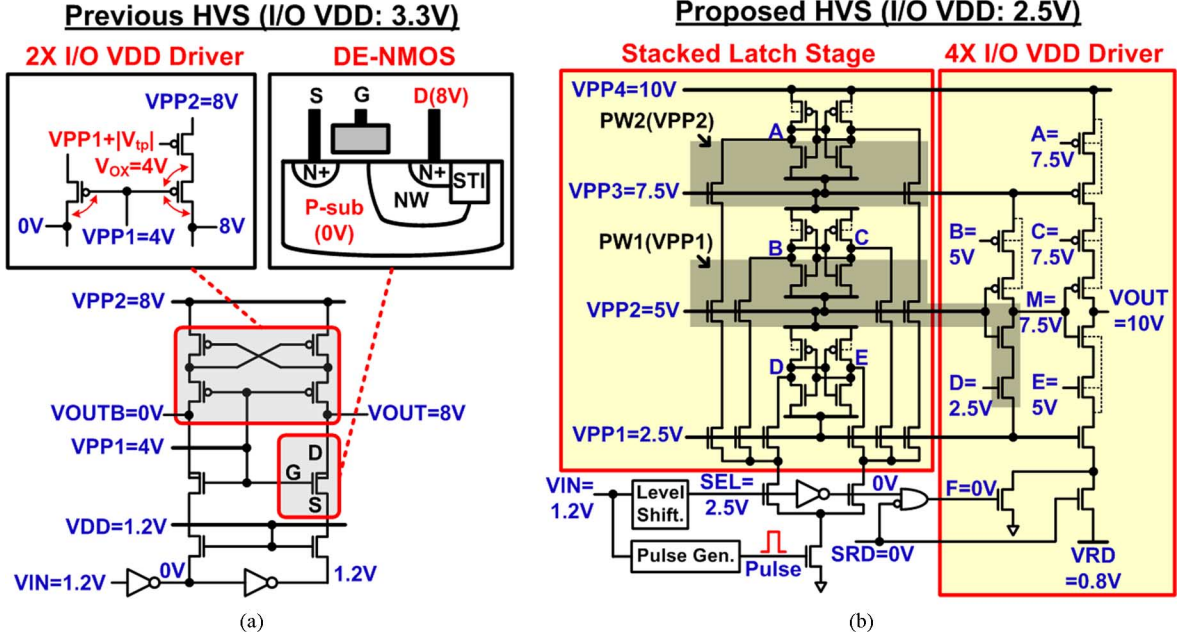 Previous HVS (I/O VDD: 3.3V)
2X I/O VDD Driver
VPP2=8V
VPP1+|Vtp|
VOX=4V
0V
VPP1=4V
8V
DE-NMOS
S
G
D(8V)
N+
N+
STI
NW
P-sub
(0V)
VPP2=8V
VOUTB=0V
VOUT=8V
VPP1=4V
D
G
S
VDD=1.2V
VIN=1.2V
0V
1.2V
(a)
Proposed HVS (I/O VDD: 2.5V)
Stacked Latch Stage
4X I/O VDD Driver
VPP4=10V
PW2(VPP2)
A
A=
7.5V
VPP3=7.5V
PW1(VPP1)
B
C
B=
5V
C=
7.5V
VPP2=5V
M=
7.5V
VOUT
=10V
D
E
D=
2.5V
E=
5V
VPP1=2.5V
VIN=
1.2V
Level
Shift.
SEL=
2.5V
0V
F=0V
Pulse Gen.
Pulse
SRD=0V
VRD
=0.8V
(b)